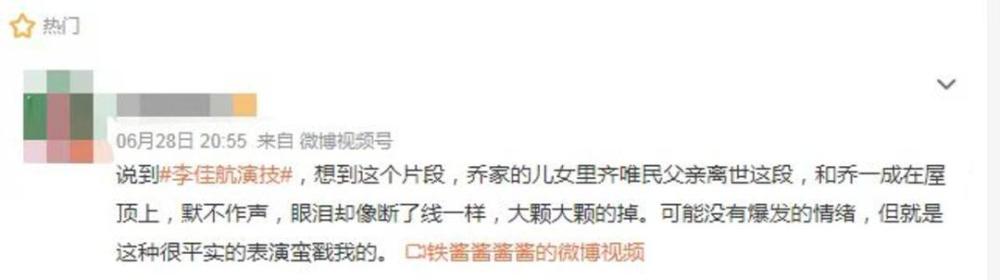 热门
06月28日 20:55 来自 微博视频号
说到#李佳航演技#，想到这个片段，乔家的儿女里齐唯民父亲离世这段，和乔一成在屋
顶上，默不作声，眼泪却像断了线一样，大颗大颗的掉。可能没有爆发的情绪，但就是
这种很平实的表演蛮戳我的。 铁酱酱酱酱的微博视频